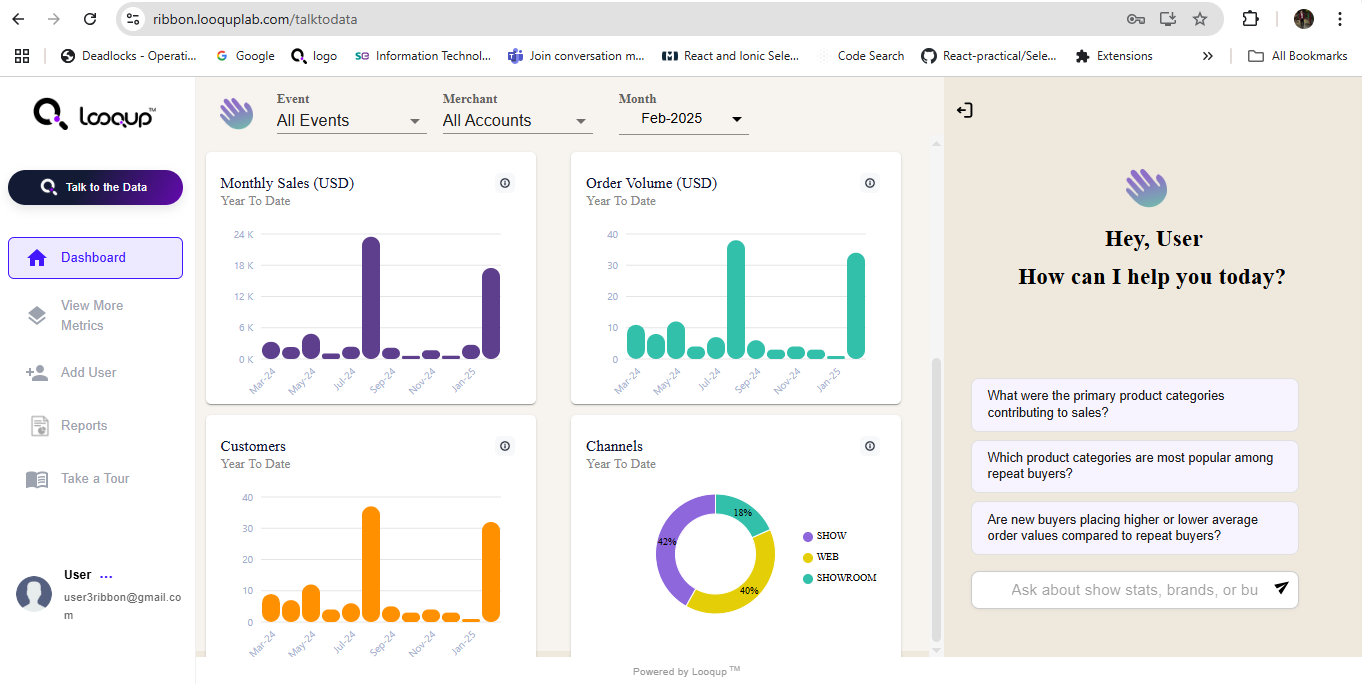 ribbon.looquplab.com/talktodata
Deadlocks - Operati...
Google
logo
SG
Information Technol...
Join conversation m...
React and Ionic Sele...
Code Search
React-practical/Sele...
Extensions
»
All Bookmarks
Looqup™
Talk to the Data
Dashboard
View More
Metrics
Add User
Reports
Take a Tour
User ...
user3ribbon@gmail.co
m
Event
All Events
Merchant
All Accounts
Month
Feb-2025
Monthly Sales (USD)
Year To Date
24 K
18 K
12 K
6 K
0 K
Mar-24
May-24
Jul-24
Sep-24
Nov-24
Jan-25
Order Volume (USD)
Year To Date
40
30
20
10
0
Mar-24
May-24
Jul-24
Sep-24
Nov-24
Jan-25
Customers
Year To Date
40
30
20
10
0
Mar-24
May-24
Jul-24
Sep-24
Nov-24
Jan-25
Channels
Year To Date
18%
42%
40%
SHOW
WEB
SHOWROOM
Hey, User
How can I help you today?
What were the primary product categories
contributing to sales?
Which product categories are most popular among
repeat buyers?
Are new buyers placing higher or lower average
order values compared to repeat buyers?
Ask about show stats, brands, or bu
Powered by Looqup TM